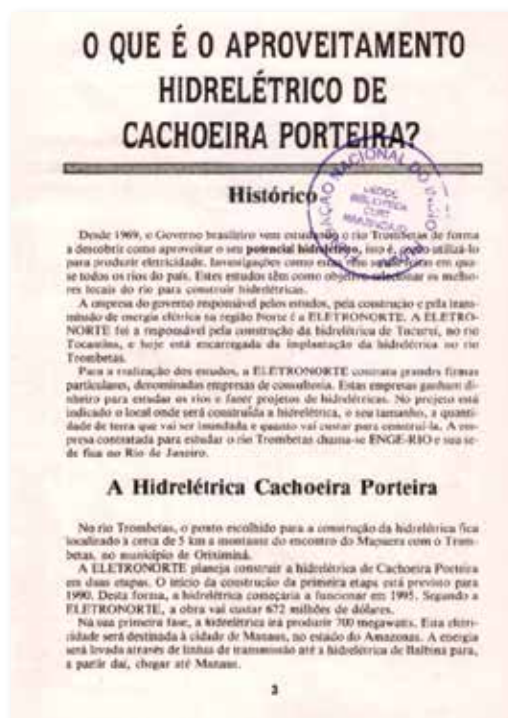 O QUE É O APROVEITAMENTO
HIDRELÉTRICO DE
CACHOEIRA PORTEIRA?
Histórico
Desde 1969, o Governo brasileiro vem estudando o rio Trombetas de forma
a descobrir como aproveitar o seu potencial hidrelétrico, isto é, como utilizá-lo
para produzir eletricidade. Investigações como estas em qua-
se todos os rios do país. Estes estudos têm como objetivo selecionar os melho-
res locais do rio para construir hidrelétricas.
A empresa do governo responsável pelos estudos, pela construção e pela trans-
missão de energia elétrica na região Norte é a ELETRONORTE. A ELETRO-
NORTE foi a responsável pela construção da hidrelétrica de Tucuruí, no rio
Tocantins, e hoje está encarregada da implantação da hidrelétrica no rio
Trombetas.
Para a realização dos estudos, a ELETRONORTE contrata grandes firmas
particulares, denominadas empresas de consultoria. Estas empresas ganham di-
nheiro para estudar os rios e fazer projetos de hidrelétricas. No projeto está
indicado o local onde será construída a hidrelétrica, o seu tamanho, a quanti-
dade de terra que vai ser inundada e quanto vai custar para construí-la. A em-
presa contratada para estudar o rio Trombetas chama-se ENGE-RIO e sua se-
de fica no Rio de Janeiro.
A Hidrelétrica Cachoeira Porteira
No rio Trombetas, o ponto escolhido para a construção da hidrelétrica fica
localizado a cerca de 5 km a montante do encontro do Mapuera com o Trom-
betas, no município de Oriximiná.
A ELETRONORTE planeja construir a hidrelétrica de Cachoeira Porteira
em duas etapas. O início da construção da primeira etapa está previsto para
1990. Desta forma, a hidrelétrica começaria a funcionar em 1995. Segundo a
ELETRONORTE, a obra vai custar 672 milhões de dólares.
Na sua primeira fase, a hidrelétrica irá produzir 700 megawatts. Esta eletri-
cidade será destinada à cidade de Manaus, no estado do Amazonas. A energia
será levada através de linhas de transmissão até a hidrelétrica de Balbina para,
a partir daí, chegar até Manaus.
3
NACIONAL DO
BIBLIOTECA
CURT